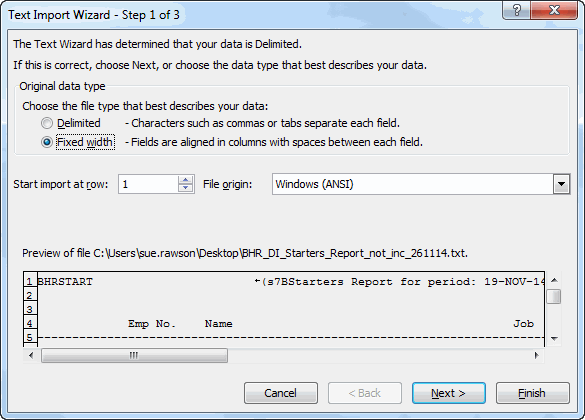 Text Import Wizard - Step 1 of 3
The Text Wizard has determined that your data is Delimited.
If this is correct, choose Next, or choose the data type that best describes your data.
Original data type
Choose the file type that best describes your data:
Delimited - Characters such as commas or tabs separate each field.
Fixed width - Fields are aligned in columns with spaces between each field.
Start import at row: 1 File origin: Windows (ANSI)
Preview of file C:\Users\sue.rawson\Desktop\BHR_DI_Starters_Report_not_inc_261114.txt.
1 BHRSTART ←(s7BStarters Report for period: 19-NOV-14
2
3
4 Emp No. Name Job
5 --------------------------------------------------------------------------------
Cancel < Back Next > Finish